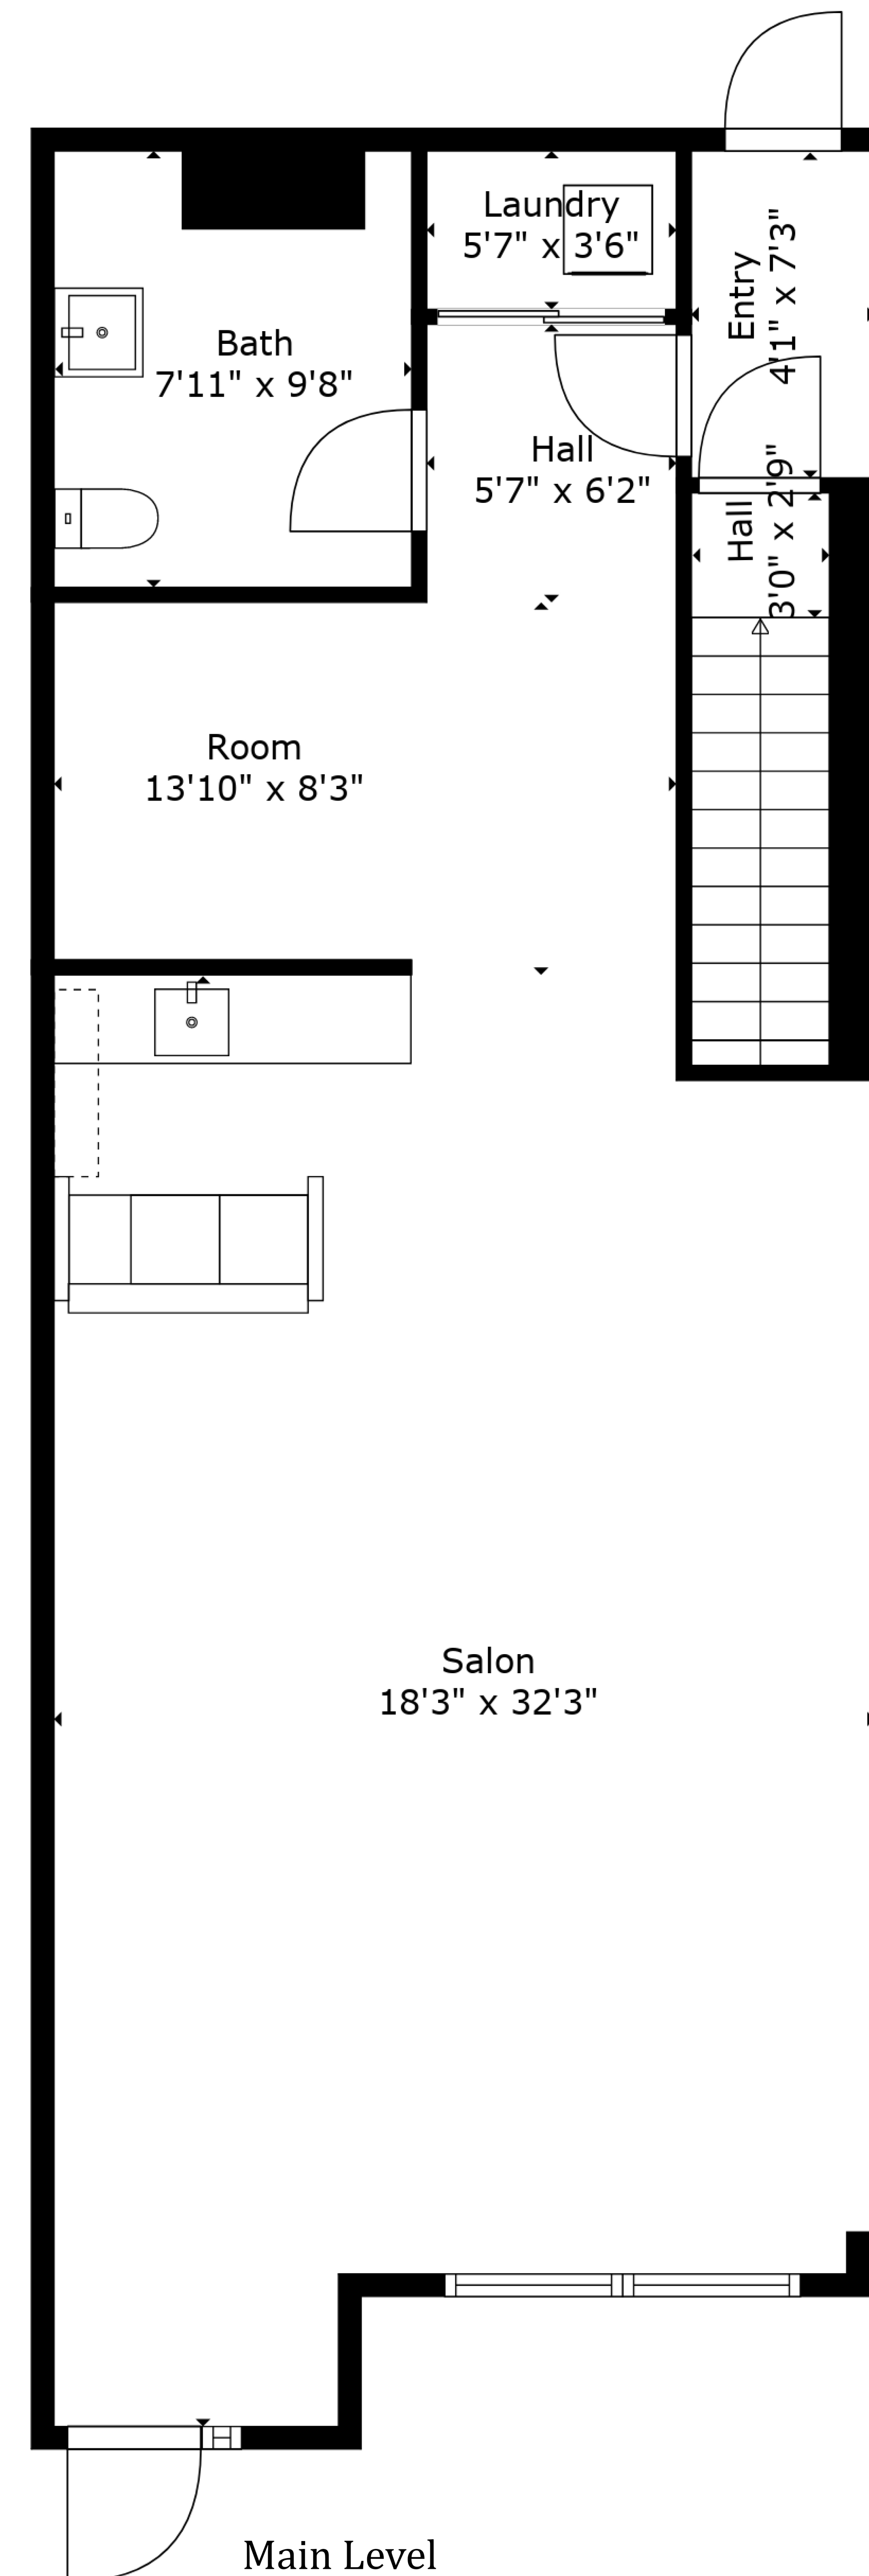 Laundry
5'7" x 3'6"
Entry
4'1" x 7'3"
Bath
7'11" x 9'8"
Hall
5'7" x 6'2"
Hall
3'0" x 2'9"
Room
13'10" x 8'3"
Salon
18'3" x 32'3"
Main Level